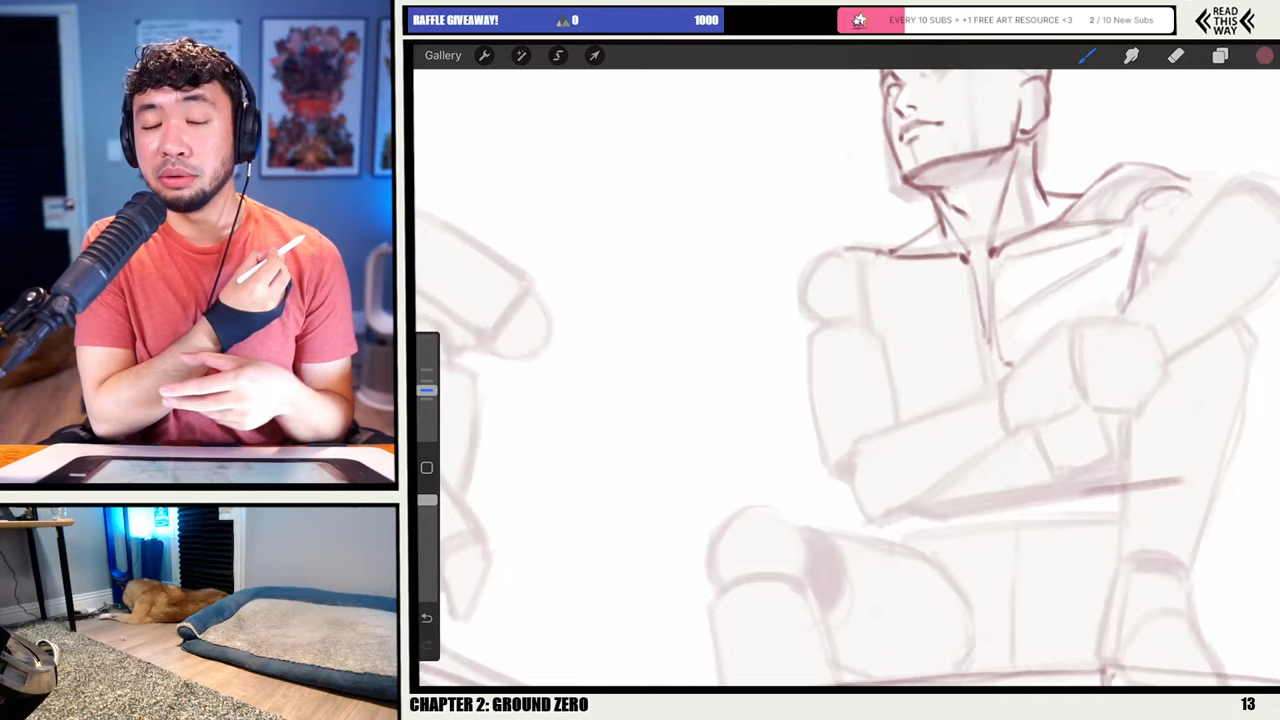 RAFFLE GIVEAWAY! 0 1000
EVERY 10 SUBS = +1 FREE ART RESOURCE <3 2 / 10 New Subs
READ
THIS
WAY
Gallery
CHAPTER 2: GROUND ZERO
13